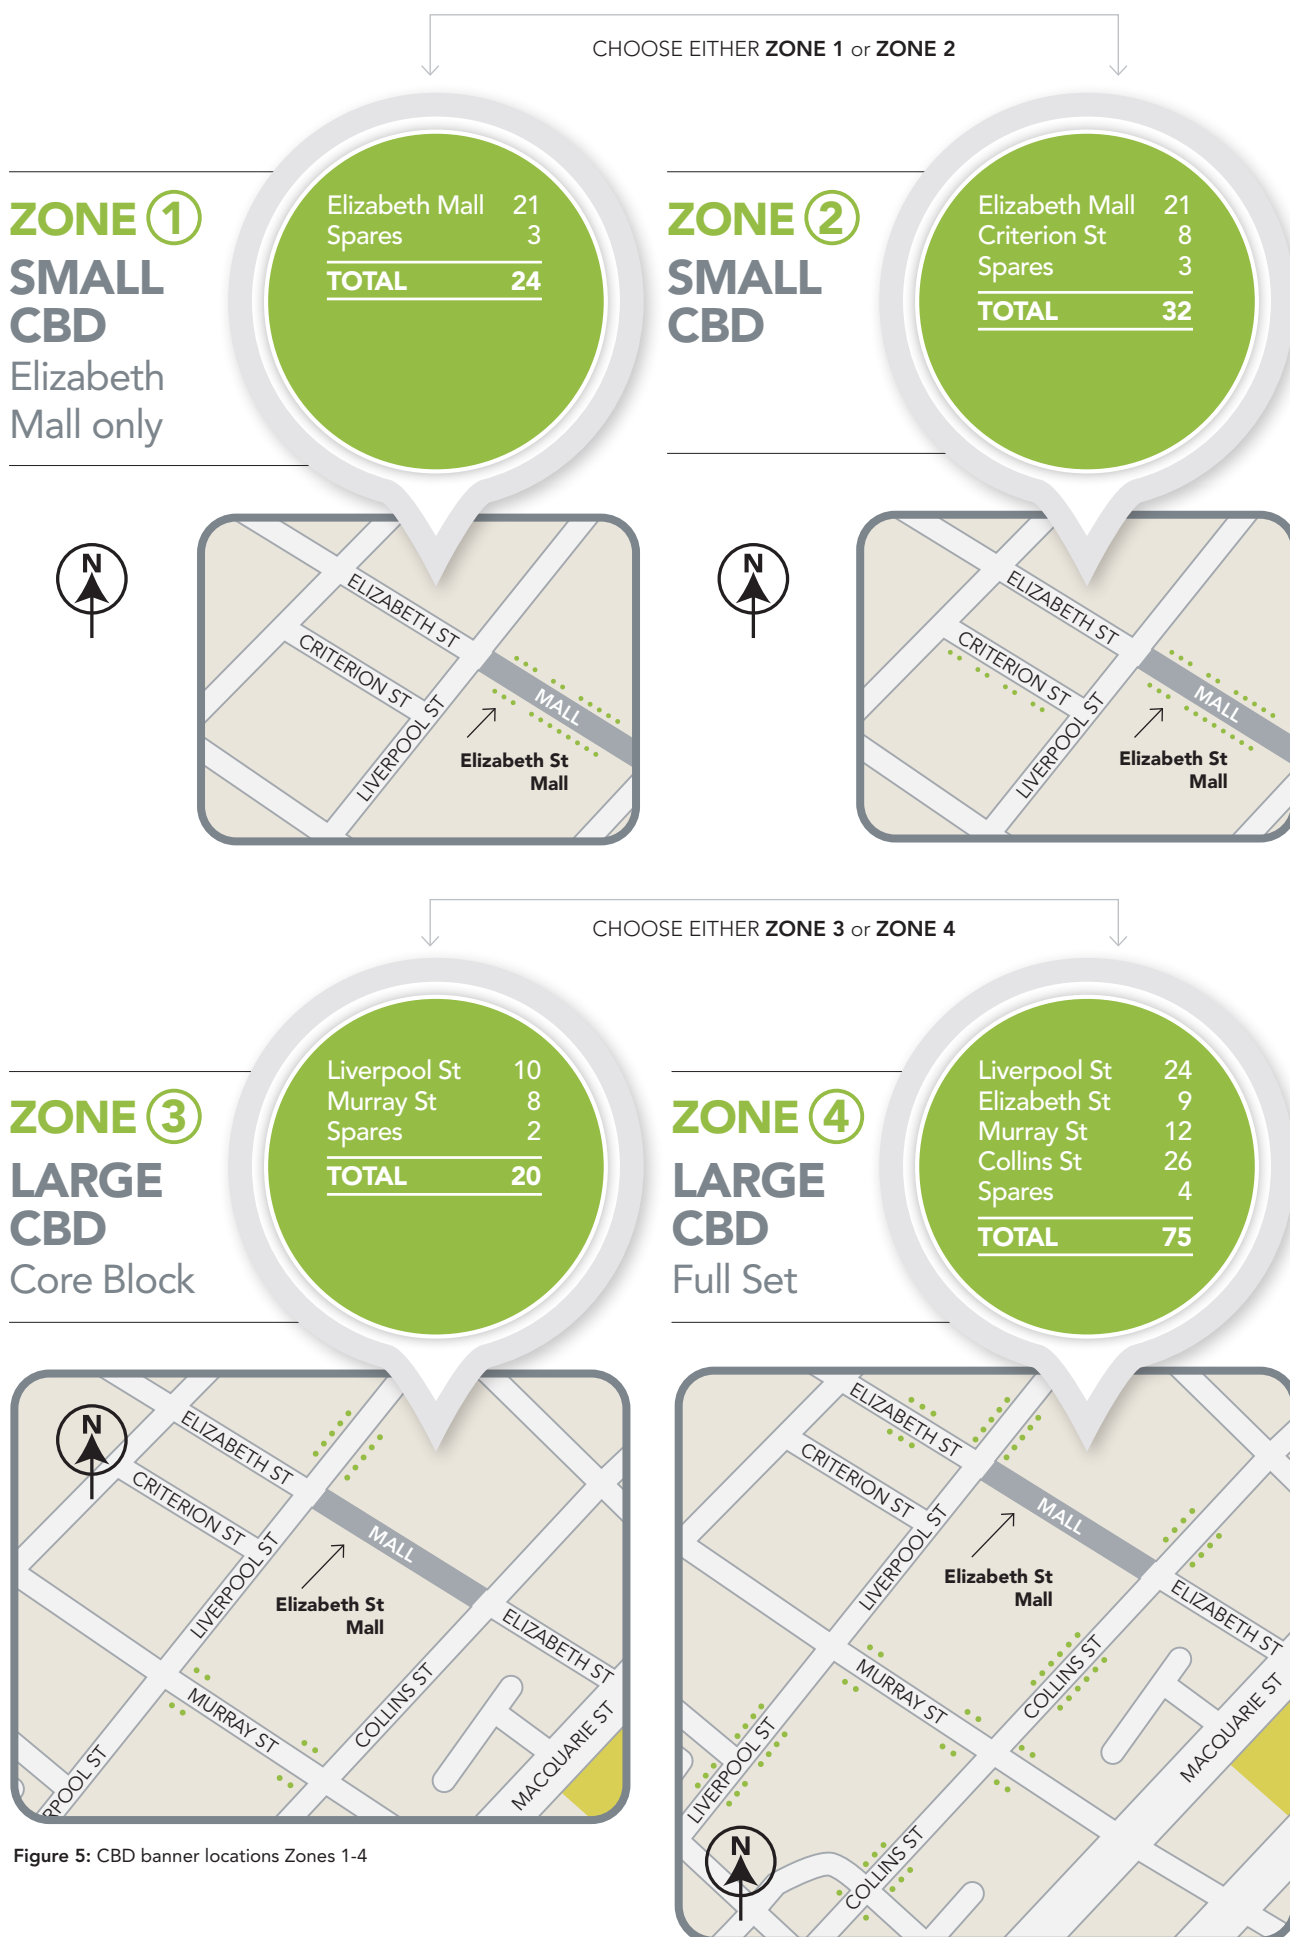 CHOOSE EITHER ZONE 1 or ZONE 2
ZONE 1
SMALL
CBD
Elizabeth
Mall only
Elizabeth Mall 21
Spares 3
TOTAL 24
N
ELIZABETH ST
CRITERION ST
LIVERPOOL ST
MALL
Elizabeth St
Mall
ZONE 2
SMALL
CBD
Elizabeth Mall 21
Criterion St 8
Spares 3
TOTAL 32
N
ELIZABETH ST
CRITERION ST
LIVERPOOL ST
MALL
Elizabeth St
Mall
CHOOSE EITHER ZONE 3 or ZONE 4
ZONE 3
LARGE
CBD
Core Block
Liverpool St 10
Murray St 8
Spares 2
TOTAL 20
N
ELIZABETH ST
CRITERION ST
LIVERPOOL ST
MALL
Elizabeth St
Mall
ELIZABETH ST
COLLINS ST
MURRAY ST
MACQUARIE ST
RPOOL ST
Figure 5: CBD banner locations Zones 1-4
ZONE 4
LARGE
CBD
Full Set
Liverpool St 24
Elizabeth St 9
Murray St 12
Collins St 26
Spares 4
TOTAL 75
ELIZABETH ST
CRITERION ST
LIVERPOOL ST
MALL
Elizabeth St
Mall
ELIZABETH ST
COLLINS ST
MURRAY ST
MACQUARIE ST
LIVERPOOL ST
COLLINS ST
N